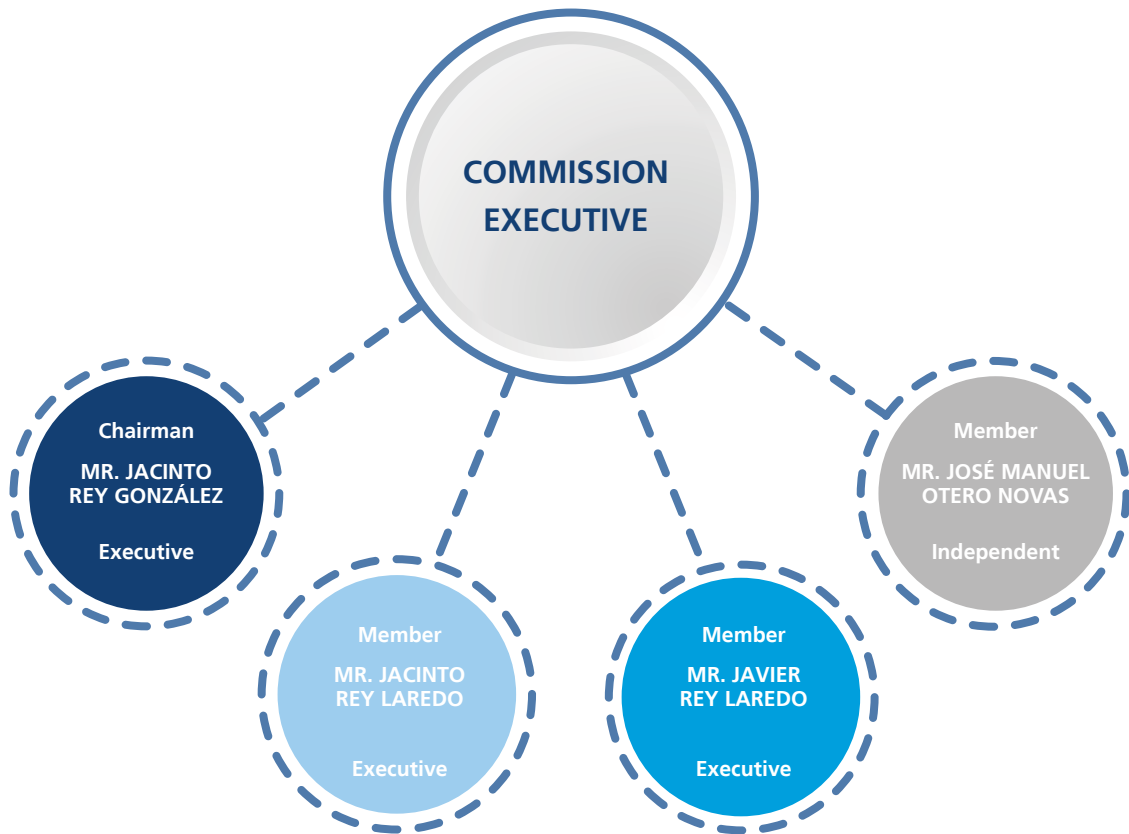 COMMISSION
EXECUTIVE
Chairman
MR. JACINTO
REY GONZÁLEZ
Executive
Member
MR. JACINTO
REY LAREDO
Executive
Member
MR. JAVIER
REY LAREDO
Executive
Member
MR. JOSÉ MANUEL
OTERO NOVAS
Independent